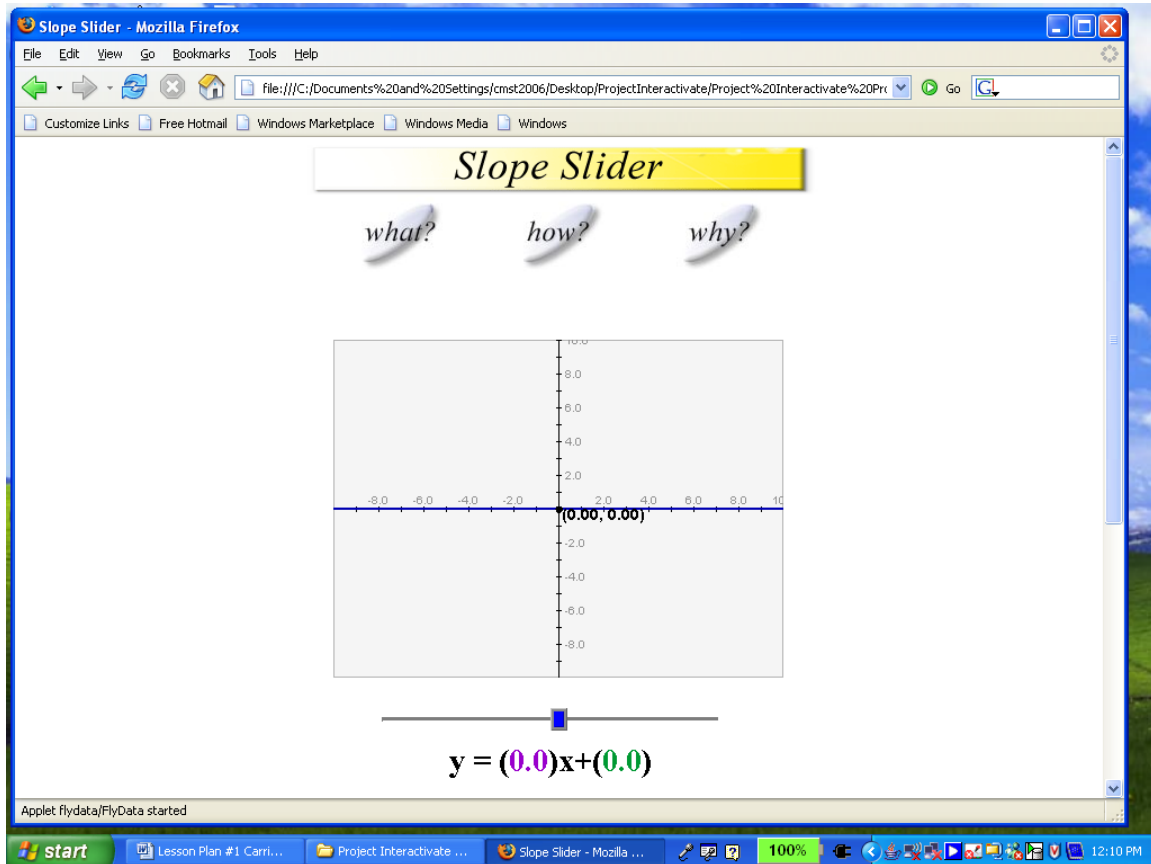 Slope Slider - Mozilla Firefox
File Edit View Go Bookmarks Tools Help
file:///C:/Documents%20and%20Settings/cmst2006/Desktop/ProjectInteractivate/Project%20Interactivate%20Pr Go G
Customize Links Free Hotmail Windows Marketplace Windows Media Windows
Slope Slider
what? how? why?
10.0
8.0
6.0
4.0
2.0
-8.0 -6.0 -4.0 -2.0 2.0 4.0 6.0 8.0 10
(0.00, 0.00)
-2.0
-4.0
-6.0
-8.0
y = (0.0)x+(0.0)
Applet flydata/FlyData started
start Lesson Plan #1 Carri... Project Interactivate ... Slope Slider - Mozilla ... 100% 12:10 PM